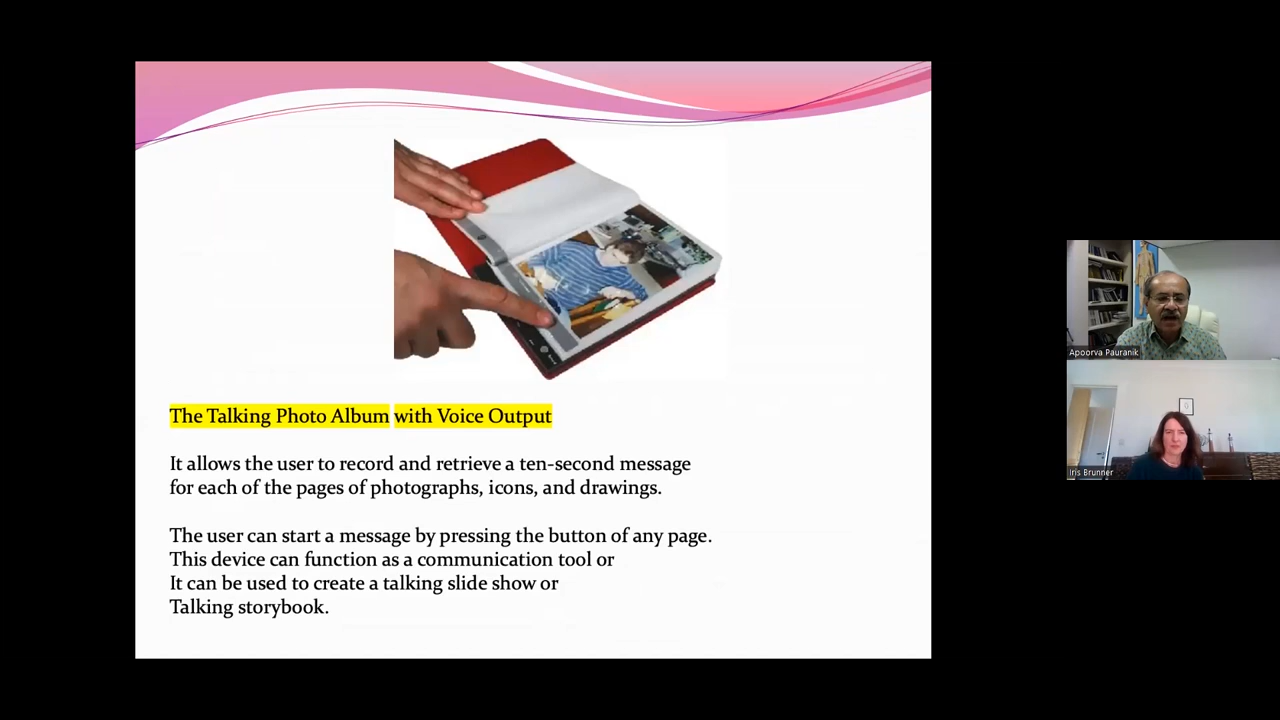 The Talking Photo Album with Voice Output
It allows the user to record and retrieve a ten-second message
for each of the pages of photographs, icons, and drawings.
The user can start a message by pressing the button of any page.
This device can function as a communication tool or
It can be used to create a talking slide show or
Talking storybook.
Apoorva Pauranik
Iris Brunner